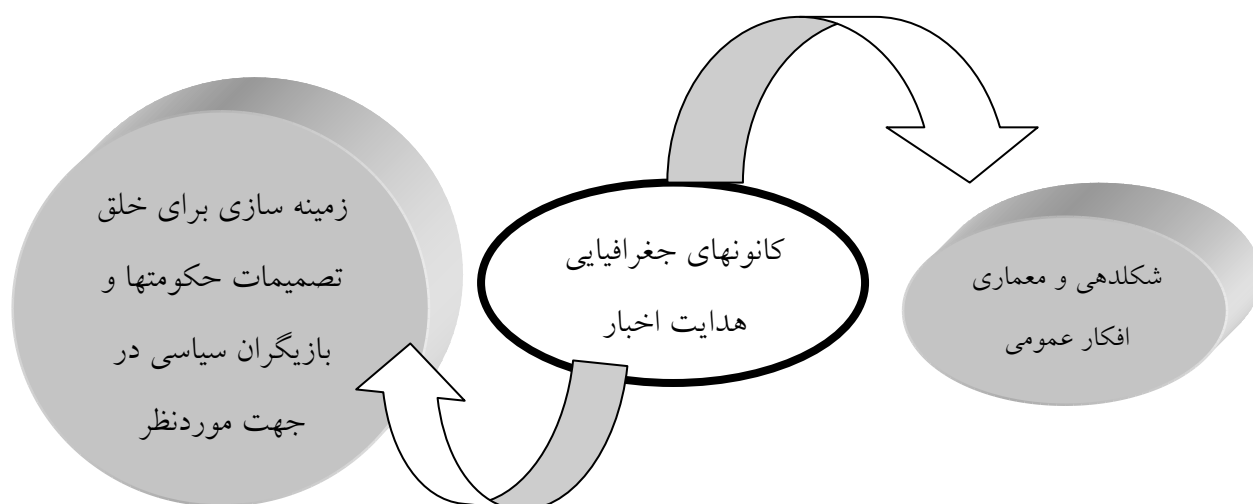 شکلدهی و معماری
افکار عمومی
کانونهای جغرافیایی
هدایت اخبار
زمینه سازی برای خلق
تصمیمات حکومتها و
بازیگران سیاسی در
جهت موردنظر